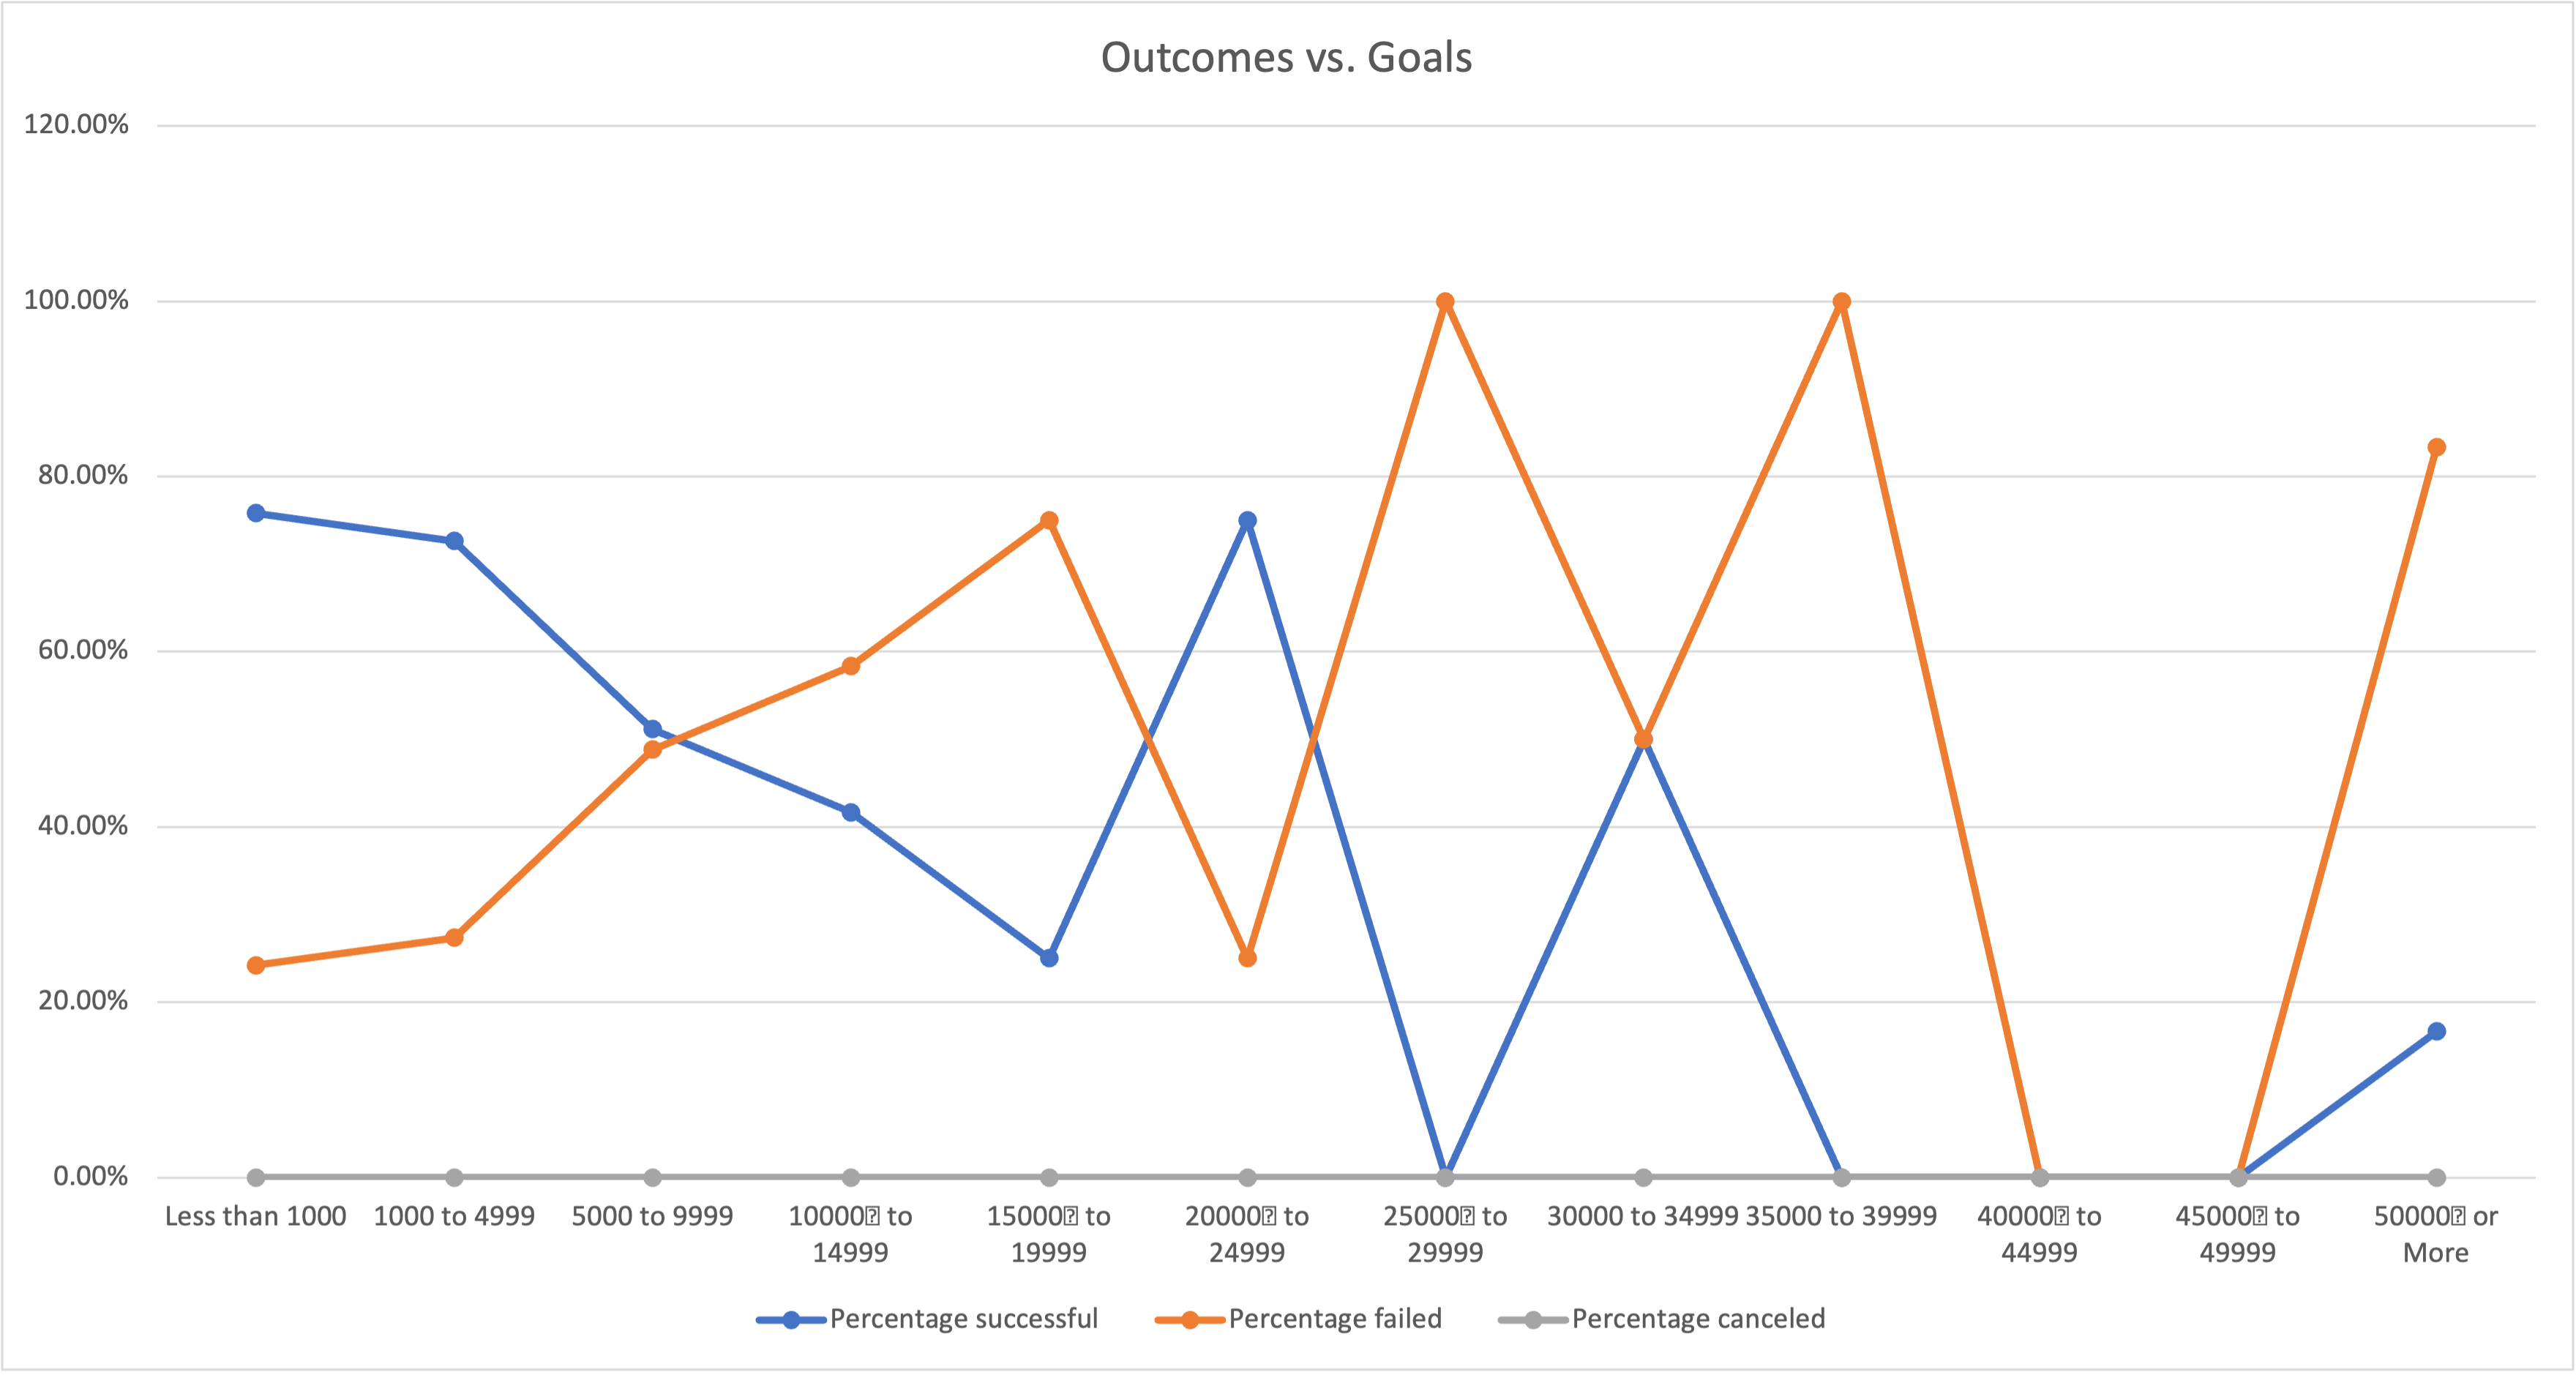 Outcomes vs. Goals
120.00%
100.00%
80.00%
60.00%
40.00%
20.00%
0.00%
Less than 1000
1000 to 4999
5000 to 9999
10000⍰ to
14999
15000⍰ to
19999
20000⍰ to
24999
25000⍰ to
29999
30000 to 34999
35000 to 39999
40000⍰ to
44999
45000⍰ to
49999
50000⍰ or
More
Percentage successful
Percentage failed
Percentage canceled